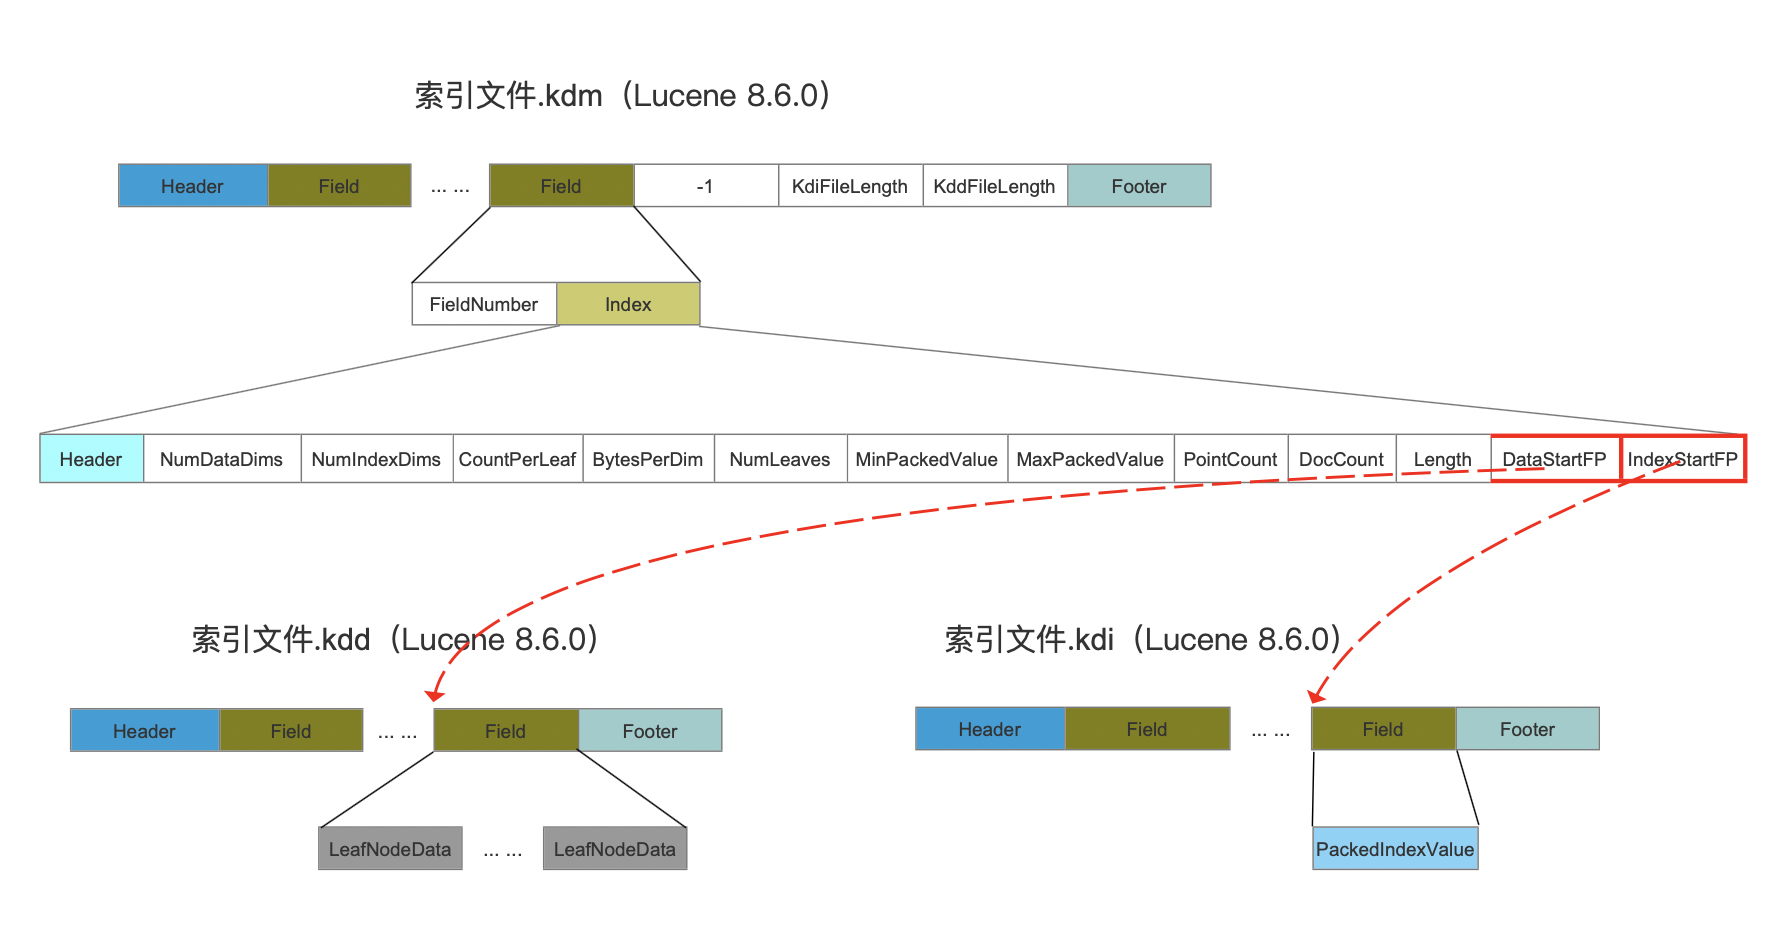 索引文件.kdm（Lucene 8.6.0）
Header Field ... ... Field -1 KdiFileLength KddFileLength Footer
FieldNumber Index
Header NumDataDims NumIndexDims CountPerLeaf BytesPerDim NumLeaves MinPackedValue MaxPackedValue PointCount DocCount Length DataStartFP IndexStartFP
索引文件.kdd（Lucene 8.6.0）
Header Field ... ... Field Footer
LeafNodeData ... ... LeafNodeData
索引文件.kdi（Lucene 8.6.0）
Header Field ... ... Field Footer
PackedIndexValue